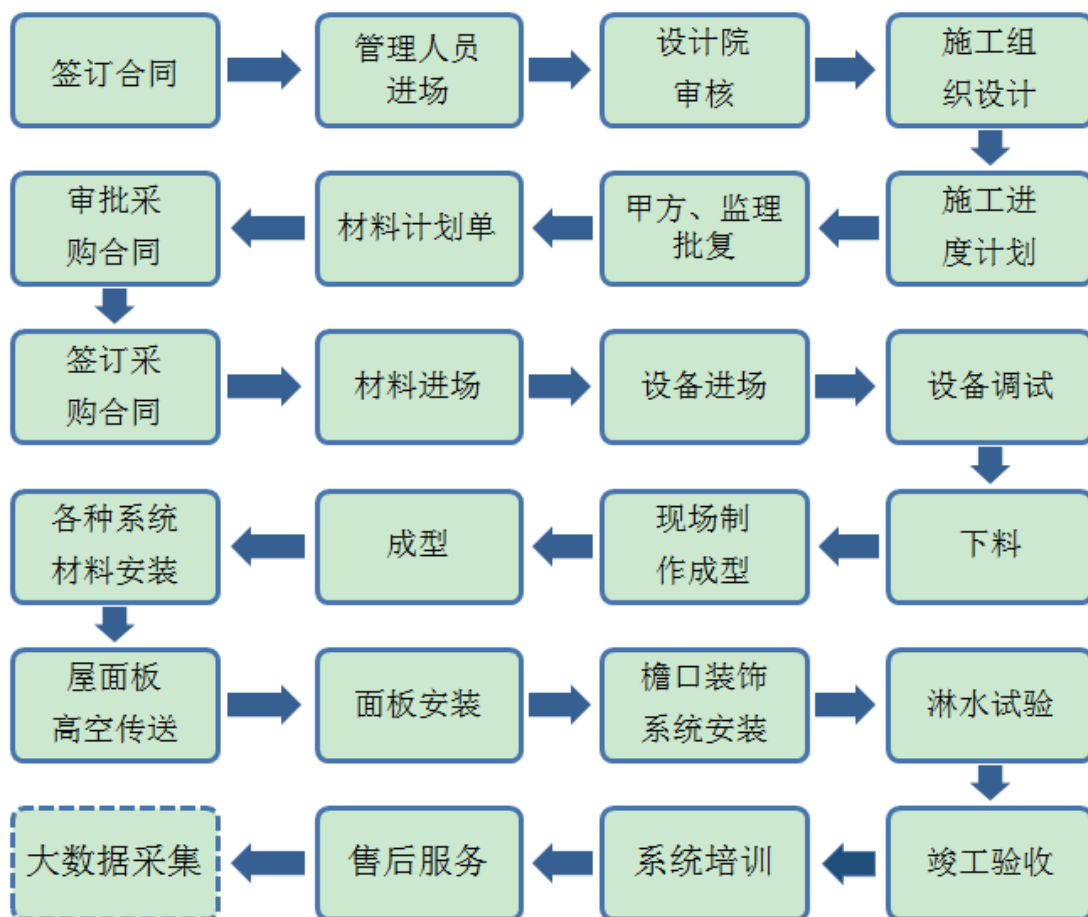 签订合同
管理人员
进场
设计院
审核
施工组
织设计
施工进
度计划
甲方、监理
批复
材料计划单
审批采
购合同
签订采
购合同
材料进场
设备进场
设备调试
下料
现场制
作成型
成型
各种系统
材料安装
屋面板
高空传送
面板安装
檐口装饰
系统安装
淋水试验
竣工验收
系统培训
售后服务
大数据采集